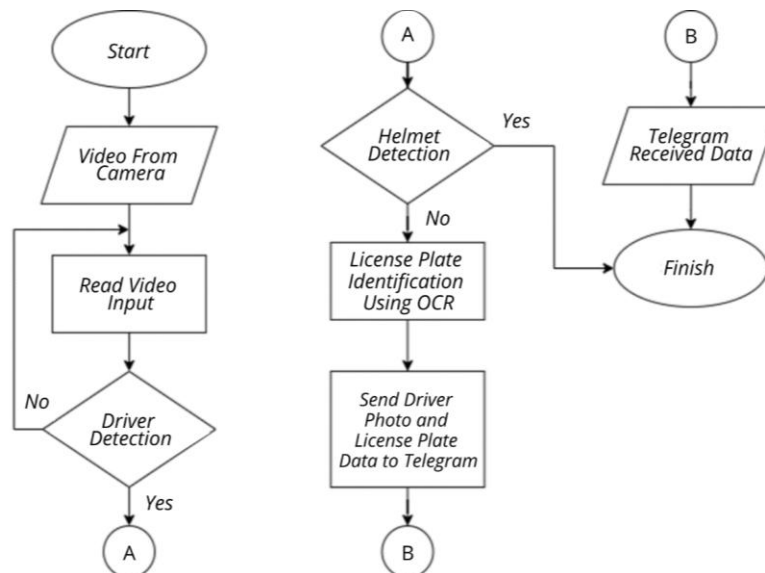 Start
Video From
Camera
Read Video
Input
No
Driver
Detection
Yes
A
A
Helmet
Detection
Yes
No
License Plate
Identification
Using OCR
Send Driver
Photo and
License Plate
Data to Telegram
B
B
Telegram
Received Data
Finish